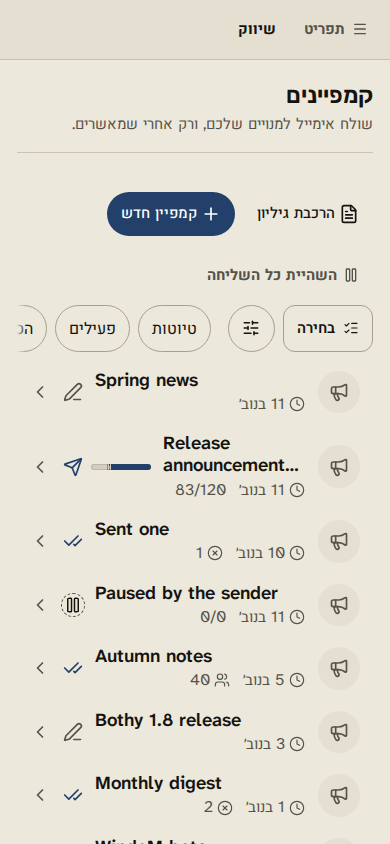 תפריט שיווק
קמפיינים
שולח אימייל למנויים שלכם, ורק אחרי שמאשרים.
הרכבת גיליון קמפיין חדש
השהיית כל השליחה
בחירה טיוטות פעילים
Spring news
11 בנוב׳
Release
announcement…
11 בנוב׳ 83/120
Sent one
10 בנוב׳ 1
Paused by the sender
11 בנוב׳ 0/0
Autumn notes
5 בנוב׳ 40
Bothy 1.8 release
3 בנוב׳
Monthly digest
1 בנוב׳ 2